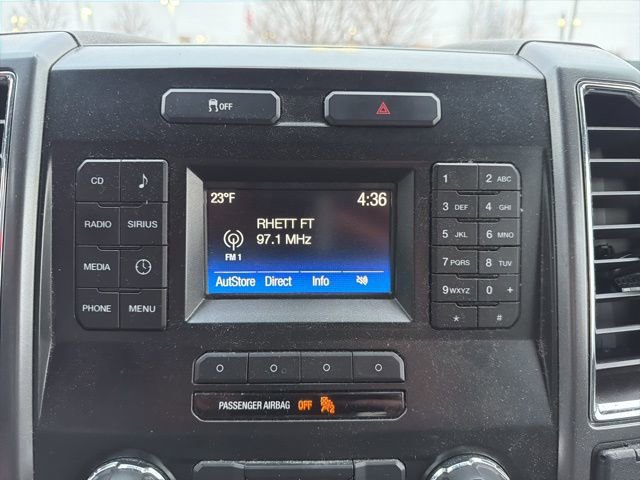 OFF
23°F 4:36
RHETT FT
97.1 MHz
FM 1
AutStore Direct Info
CD
RADIO SIRIUS
MEDIA
PHONE MENU
1 2 ABC
3 DEF 4 GHI
5 JKL 6 MNO
7 PQRS 8 TUV
9 WXYZ 0 +
* #
PASSENGER AIRBAG OFF